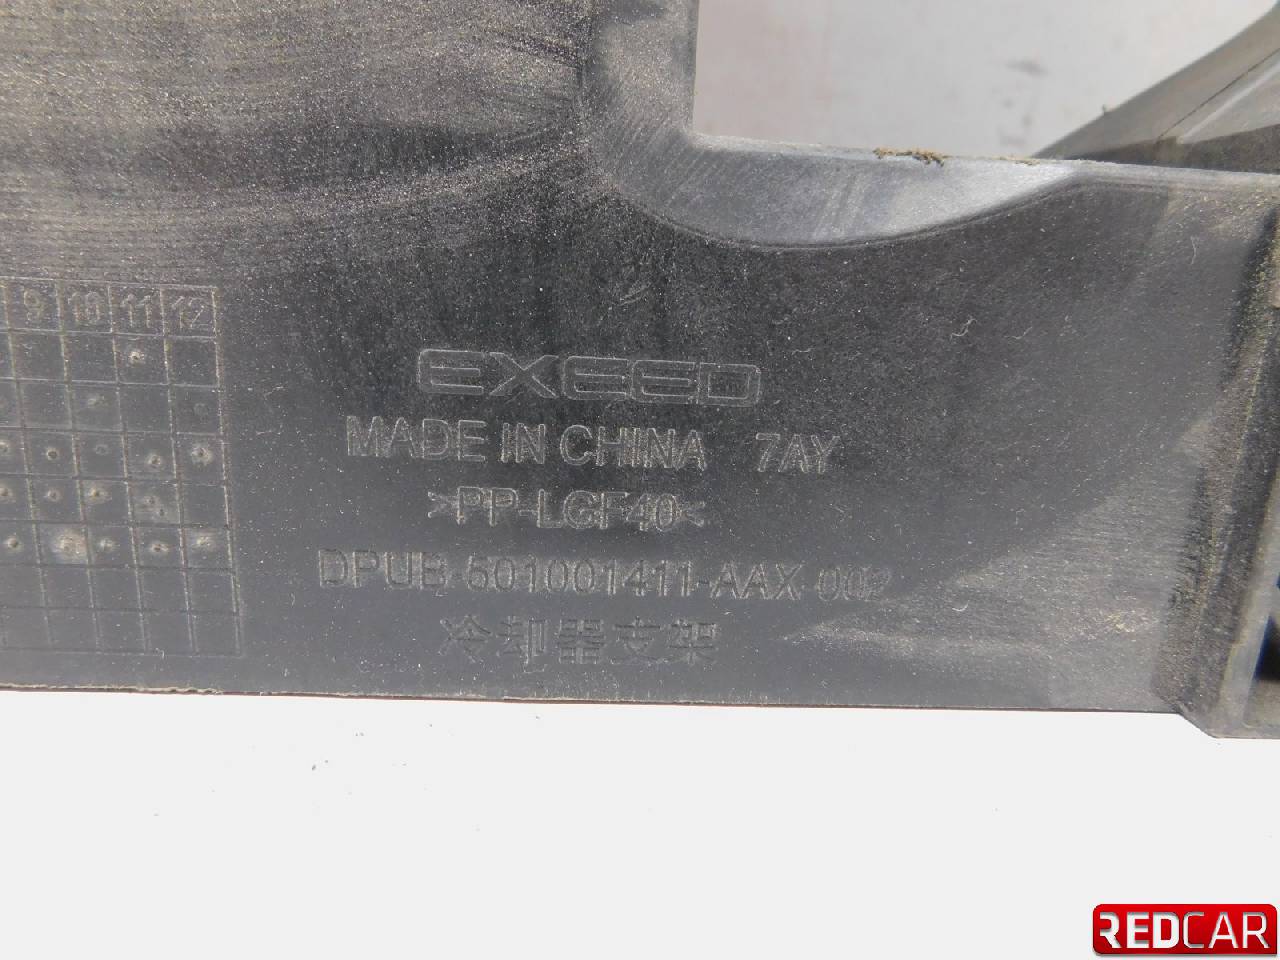 9 10 11 12
EXEED
MADE IN CHINA 7AY
>PP-LGF40<
DPUB-501001411-AAX-002
冷却器支架
REDCAR